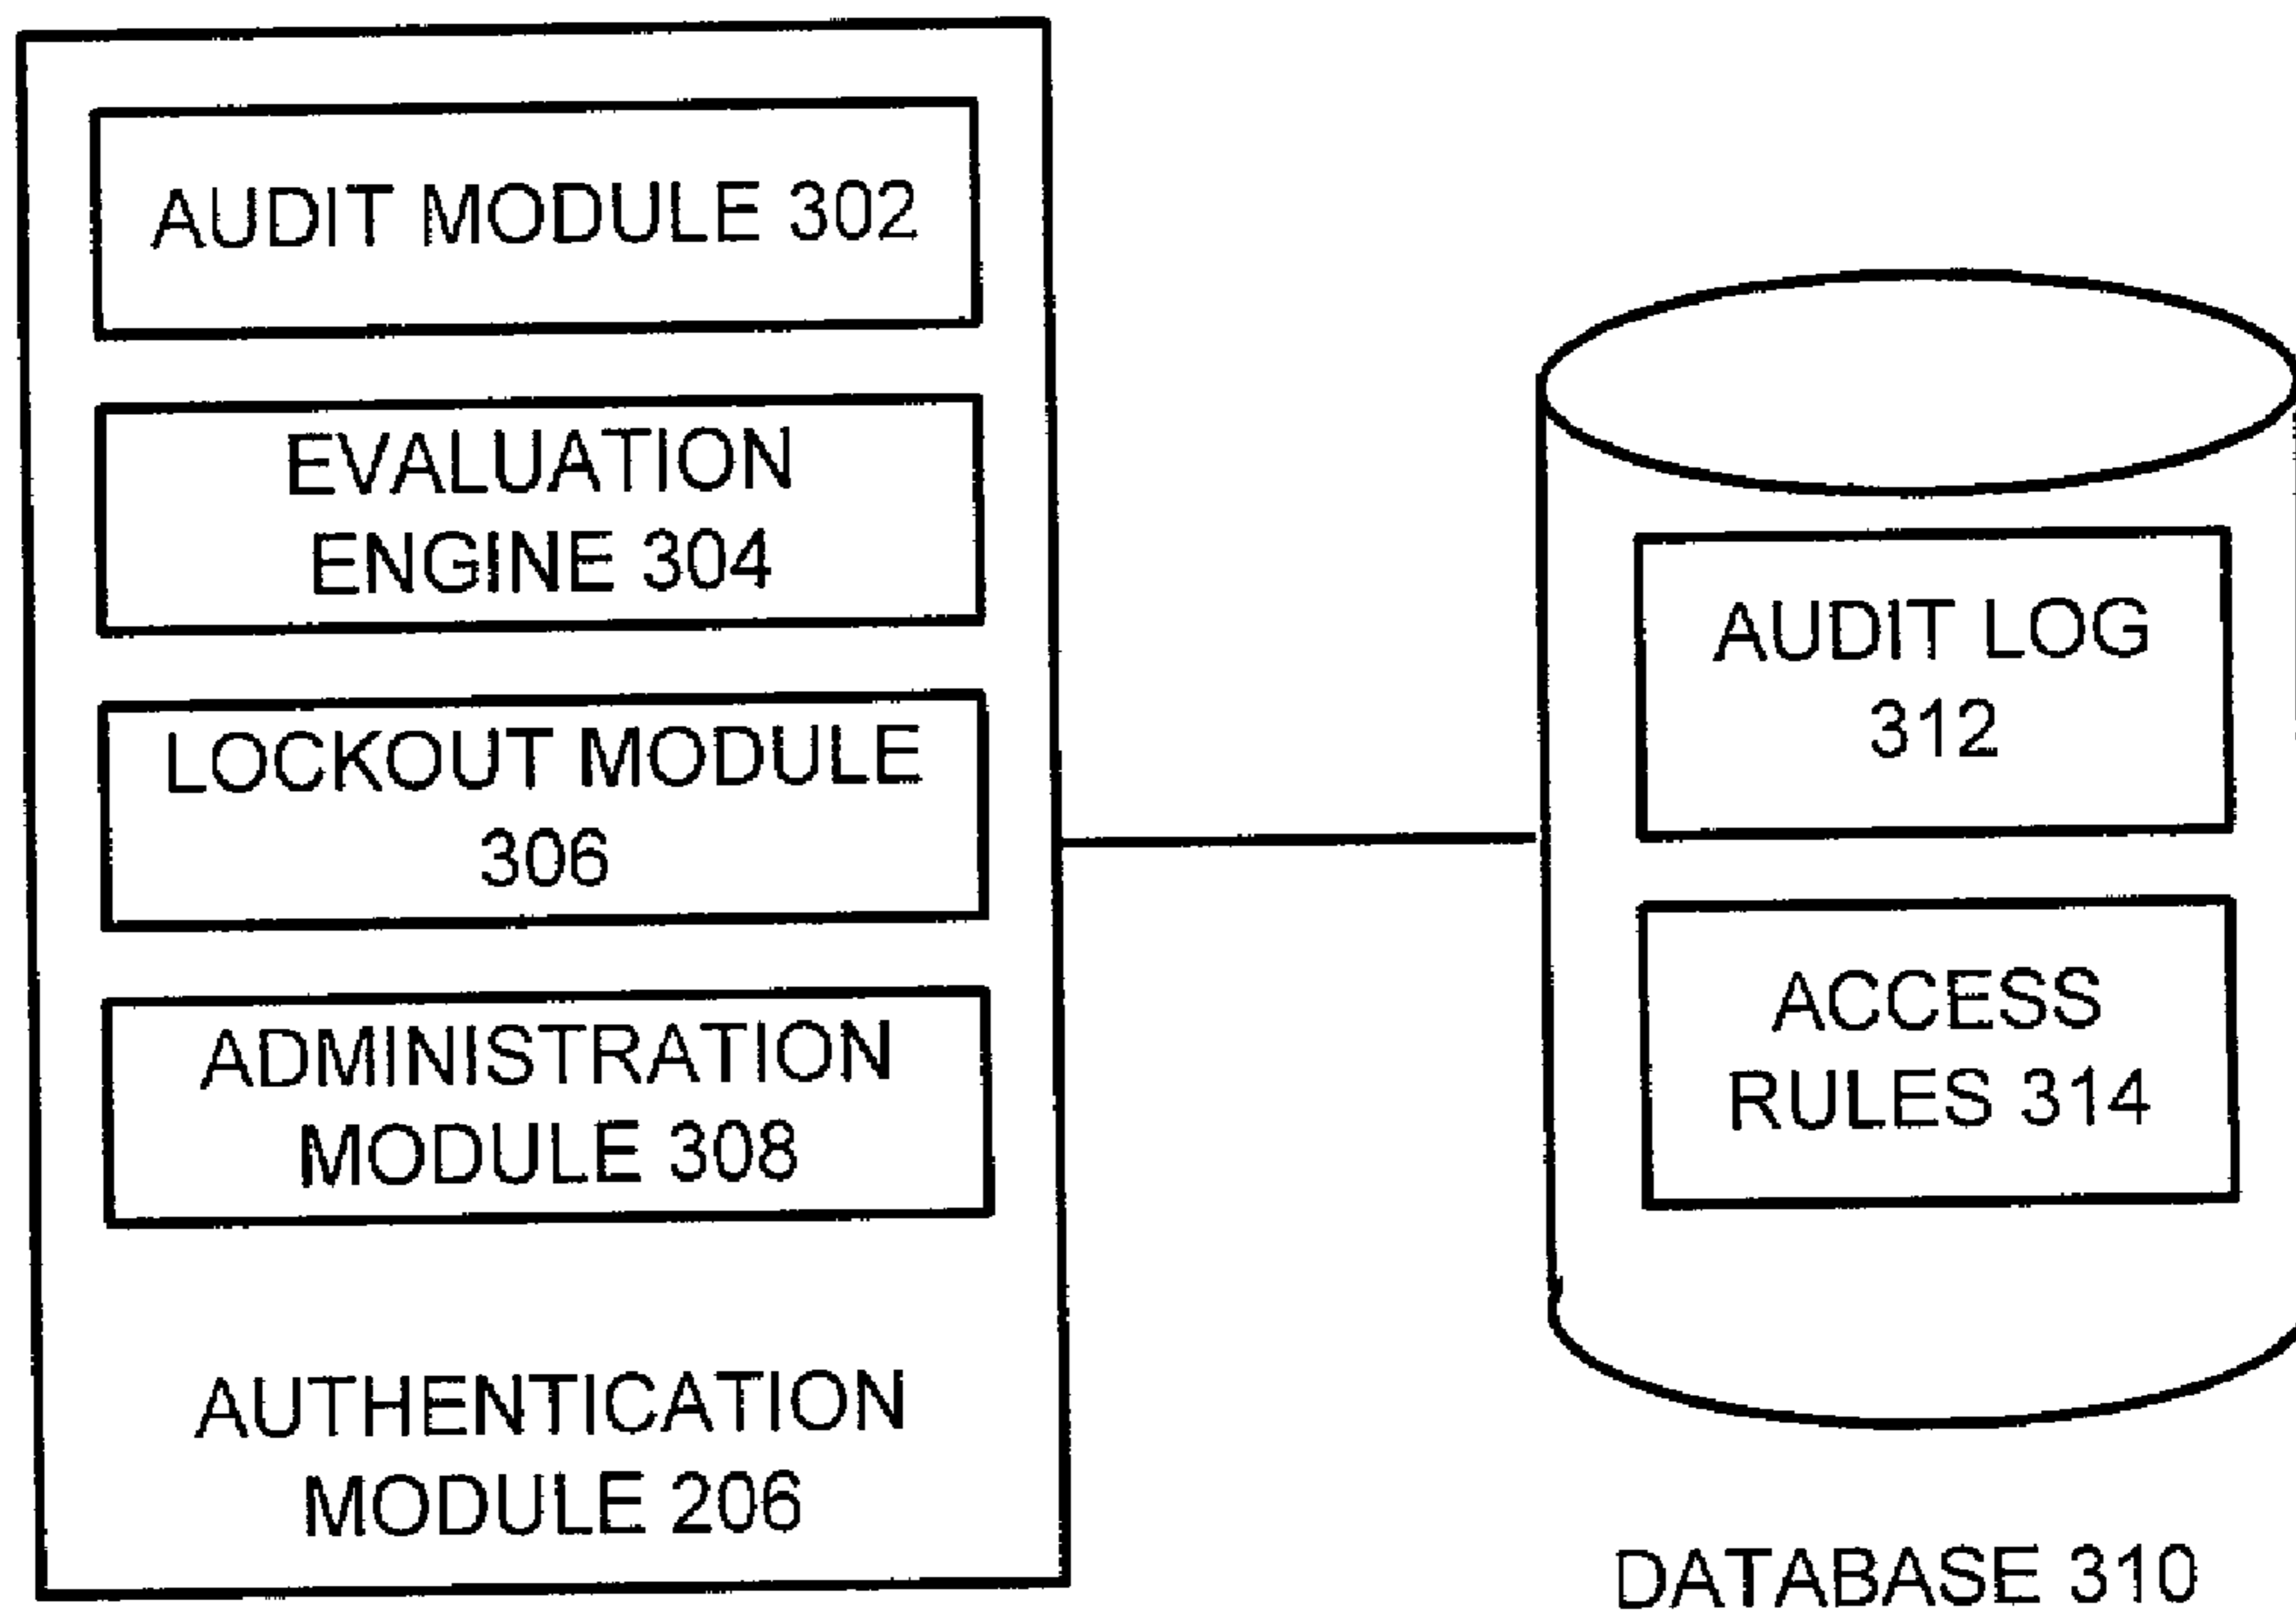 AUDIT MODULE 302
EVALUATION
ENGINE 304
LOCKOUT MODULE
306
ADMINISTRATION
MODULE 308
AUTHENTICATION
MODULE 206
AUDIT LOG
312
ACCESS
RULES 314
DATABASE 310